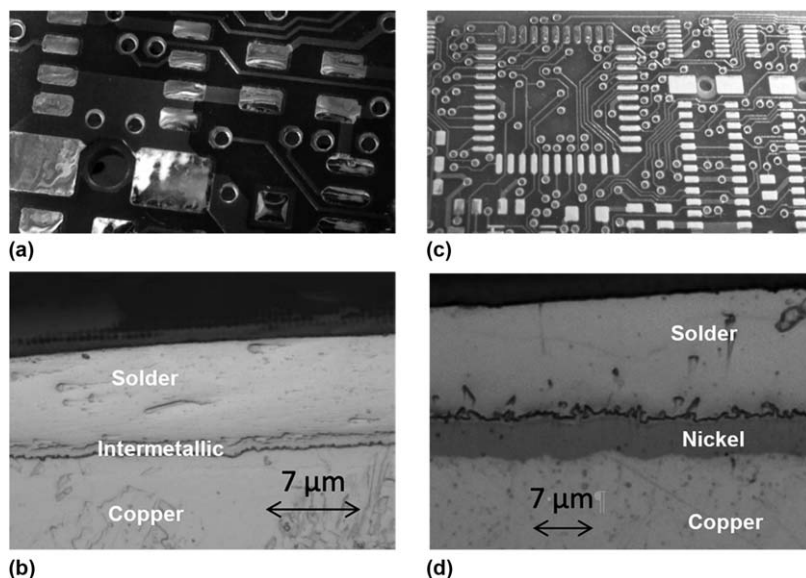 (a)
(c)
Solder
Intermetallic
7 µm
Copper
(b)
Solder
Nickel
7 µm¶
Copper
(d)